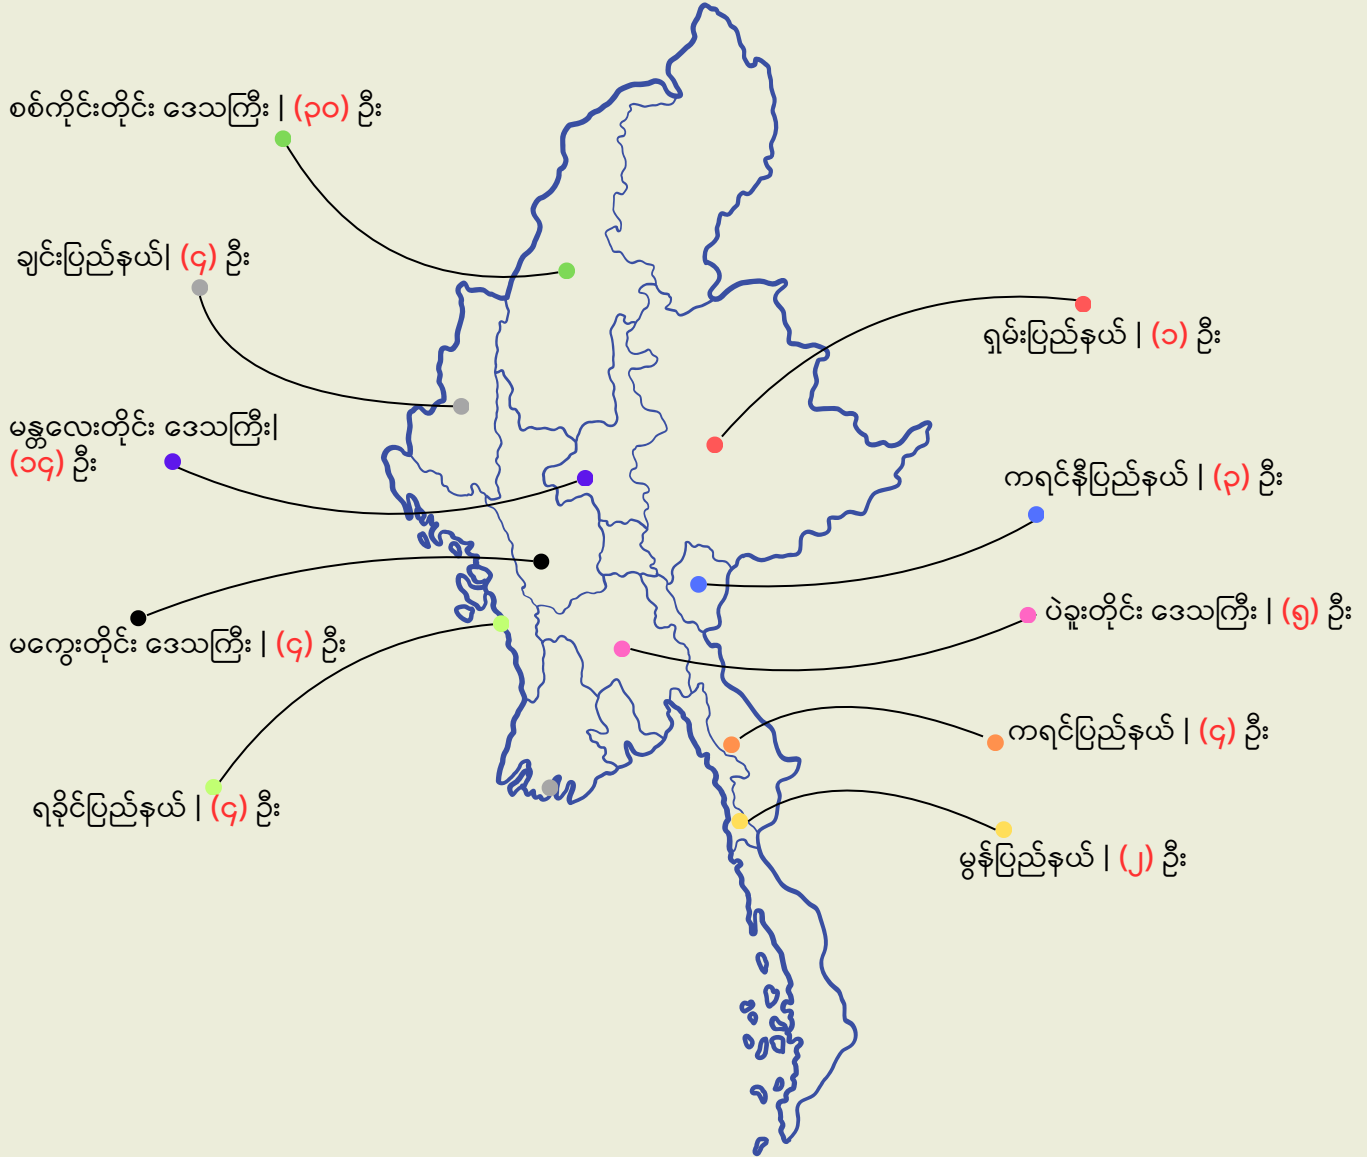 စစ်ကိုင်းတိုင်း ဒေသကြီး | (၃၀) ဦး
ချင်းပြည်နယ်| (၄) ဦး
မန္တလေးတိုင်း ဒေသကြီး|
(၁၄) ဦး
မကွေးတိုင်း ဒေသကြီး | (၄) ဦး
ရခိုင်ပြည်နယ် | (၄) ဦး
ရှမ်းပြည်နယ် | (၁) ဦး
ကရင်နီပြည်နယ် | (၃) ဦး
ပဲခူးတိုင်း ဒေသကြီး | (၅) ဦး
ကရင်ပြည်နယ် | (၄) ဦး
မွန်ပြည်နယ် | (၂) ဦး